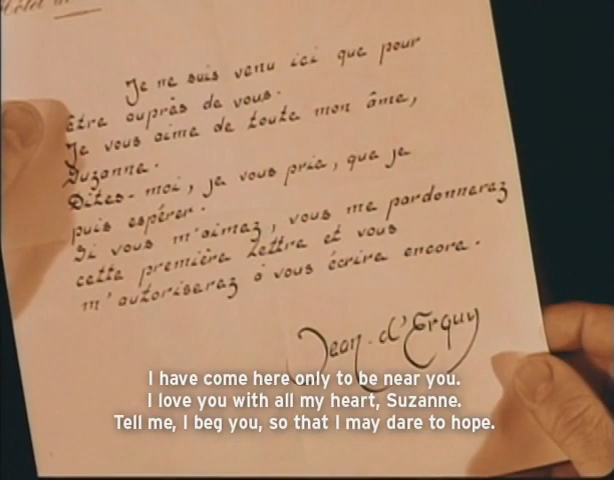 Hôtel
Je ne suis venu ici que pour
être auprès de vous.
Je vous aime de toute mon âme,
Suzanne.
Dites-moi, je vous prie, que je
puis espérer.
Si vous m'aimez, vous me pardonnerez
cette première lettre et vous
m'autoriserez à vous écrire encore.
Jean d'Erquy
I have come here only to be near you.
I love you with all my heart, Suzanne.
Tell me, I beg you, so that I may dare to hope.